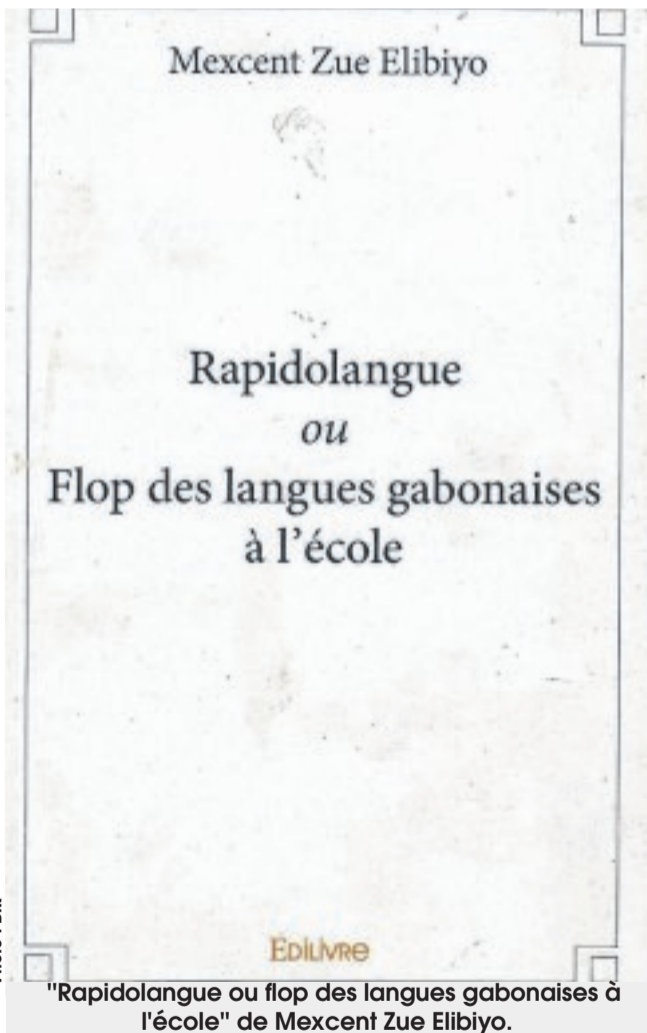 Mexcent Zue Elibiyo
Rapidolangue
ou
Flop des langues gabonaises
à l'école
EDILIVRE
"Rapidolangue ou flop des langues gabonaises à
l'école" de Mexcent Zue Elibiyo.